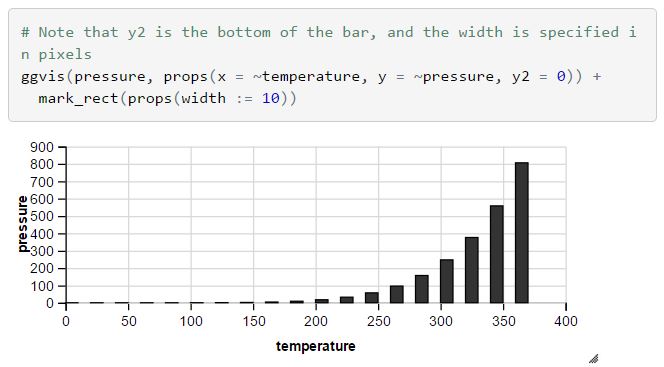 # Note that y2 is the bottom of the bar, and the width is specified i
n pixels
ggvis(pressure, props(x = ~temperature, y = ~pressure, y2 = 0)) +
  mark_rect(props(width := 10))
900
800
700
600
500
400
300
200
100
0
pressure
0 50 100 150 200 250 300 350 400
temperature